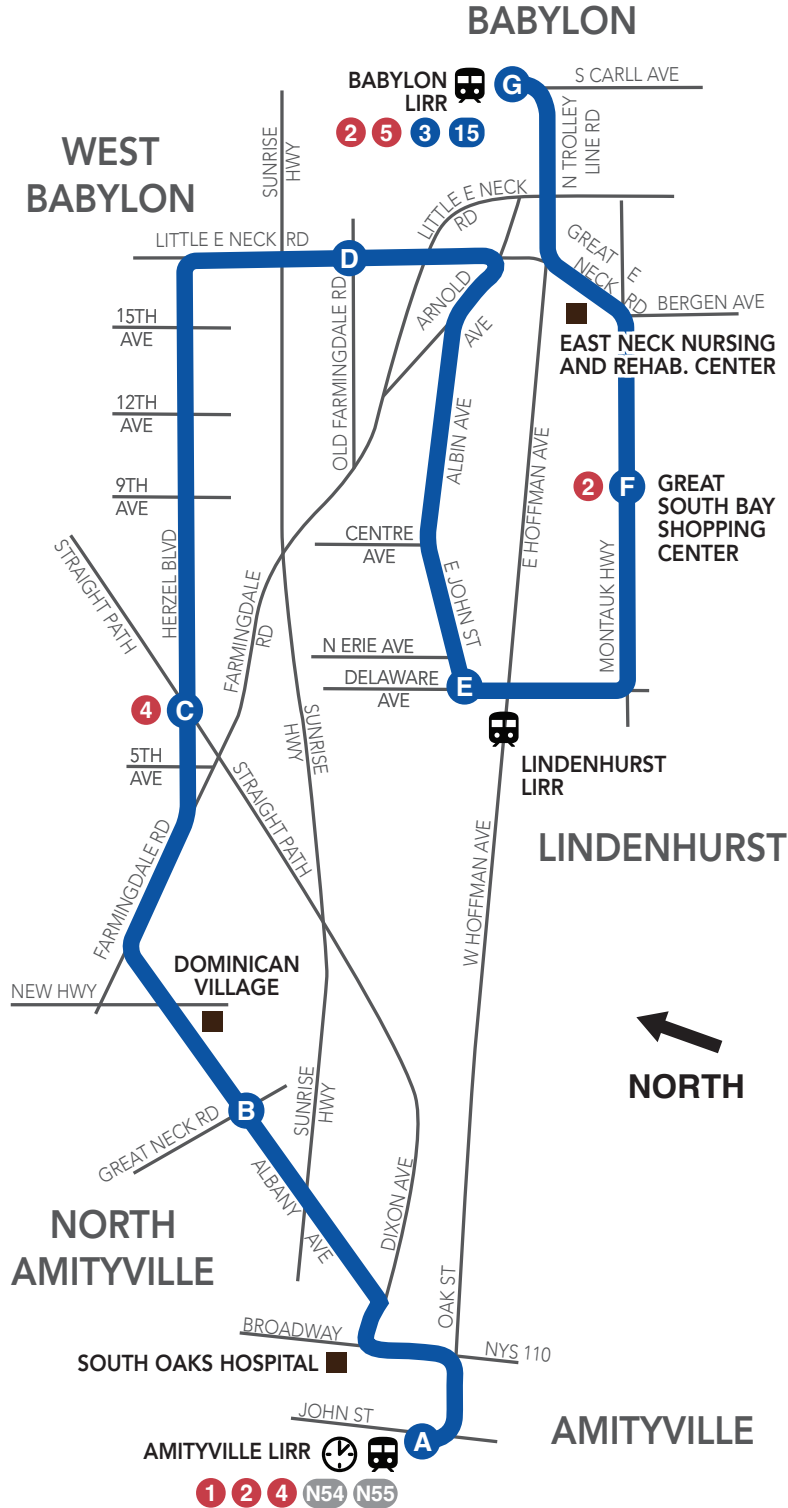 BABYLON
BABYLON
LIRR
G
S CARLL AVE
2 5 3 15
N TROLLEY
LINE RD
WEST
BABYLON
SUNRISE
HWY
LITTLE E NECK
RD
LITTLE E NECK RD
D
GREAT E
NECK RD
BERGEN AVE
ARNOLD
AVE
15TH
AVE
EAST NECK NURSING
AND REHAB. CENTER
OLD FARMINGDALE RD
12TH
AVE
ALBIN AVE
E HOFFMAN AVE
9TH
AVE
2 F
GREAT
SOUTH BAY
SHOPPING
CENTER
HERZEL BLVD
STRAIGHT PATH
CENTRE
AVE
E JOHN ST
MONTAUK HWY
FARMINGDALE
RD
N ERIE AVE
DELAWARE
AVE
E
4 C
SUNRISE
HWY
LINDENHURST
LIRR
5TH
AVE
STRAIGHT PATH
LINDENHURST
FARMINGDALE RD
W HOFFMAN AVE
DOMINICAN
VILLAGE
NEW HWY
NORTH
B
GREAT NECK RD
SUNRISE
HWY
ALBANY
AVE
DIXON AVE
NORTH
AMITYVILLE
OAK ST
BROADWAY
NYS 110
SOUTH OAKS HOSPITAL
JOHN ST
A
AMITYVILLE
AMITYVILLE LIRR
1 2 4 N54 N55